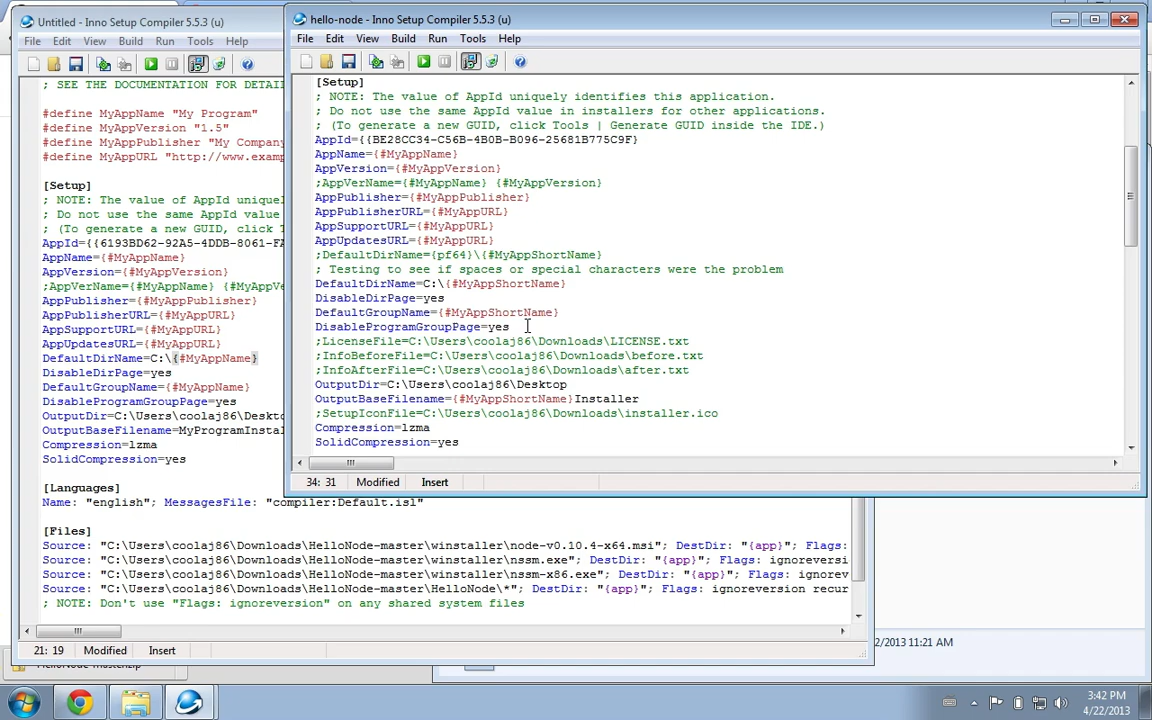 Untitled - Inno Setup Compiler 5.5.3 (u)
File Edit View Build Run Tools Help
; SEE THE DOCUMENTATION FOR DETAI
#define MyAppName "My Program"
#define MyAppVersion "1.5"
#define MyAppPublisher "My Company
#define MyAppURL "http://www.examp
[Setup]
; NOTE: The value of AppId uniquel
; Do not use the same AppId value
; (To generate a new GUID, click T
AppId={{6193BD62-92A5-4DDB-8061-FA
AppName={#MyAppName}
AppVersion={#MyAppVersion}
;AppVerName={#MyAppName} {#MyAppVe
AppPublisher={#MyAppPublisher}
AppPublisherURL={#MyAppURL}
AppSupportURL={#MyAppURL}
AppUpdatesURL={#MyAppURL}
DefaultDirName=C:\{#MyAppName}
DisableDirPage=yes
DefaultGroupName={#MyAppName}
DisableProgramGroupPage=yes
OutputDir=C:\Users\coolaj86\Deskto
OutputBaseFilename=MyProgramInstal
Compression=lzma
SolidCompression=yes
[Languages]
Name: "english"; MessagesFile: "compiler:Default.isl"
[Files]
Source: "C:\Users\coolaj86\Downloads\HelloNode-master\winstaller\node-v0.10.4-x64.msi"; DestDir: "{app}"; Flags:
Source: "C:\Users\coolaj86\Downloads\HelloNode-master\winstaller\nssm.exe"; DestDir: "{app}"; Flags: ignoreversi
Source: "C:\Users\coolaj86\Downloads\HelloNode-master\winstaller\nssm-x86.exe"; DestDir: "{app}"; Flags: ignorev
Source: "C:\Users\coolaj86\Downloads\HelloNode-master\HelloNode\*"; DestDir: "{app}"; Flags: ignoreversion recur
; NOTE: Don't use "Flags: ignoreversion" on any shared system files
21: 19 Modified Insert
hello-node - Inno Setup Compiler 5.5.3 (u)
File Edit View Build Run Tools Help
[Setup]
; NOTE: The value of AppId uniquely identifies this application.
; Do not use the same AppId value in installers for other applications.
; (To generate a new GUID, click Tools | Generate GUID inside the IDE.)
AppId={{BE28CC34-C56B-4B0B-B096-25681B775C9F}
AppName={#MyAppName}
AppVersion={#MyAppVersion}
;AppVerName={#MyAppName} {#MyAppVersion}
AppPublisher={#MyAppPublisher}
AppPublisherURL={#MyAppURL}
AppSupportURL={#MyAppURL}
AppUpdatesURL={#MyAppURL}
;DefaultDirName={pf64}\{#MyAppShortName}
; Testing to see if spaces or special characters were the problem
DefaultDirName=C:\{#MyAppShortName}
DisableDirPage=yes
DefaultGroupName={#MyAppShortName}
DisableProgramGroupPage=yes
;LicenseFile=C:\Users\coolaj86\Downloads\LICENSE.txt
;InfoBeforeFile=C:\Users\coolaj86\Downloads\before.txt
;InfoAfterFile=C:\Users\coolaj86\Downloads\after.txt
OutputDir=C:\Users\coolaj86\Desktop
OutputBaseFilename={#MyAppShortName}Installer
;SetupIconFile=C:\Users\coolaj86\Downloads\installer.ico
Compression=lzma
SolidCompression=yes
34: 31 Modified Insert
2/2013 11:21 AM
3:42 PM
4/22/2013